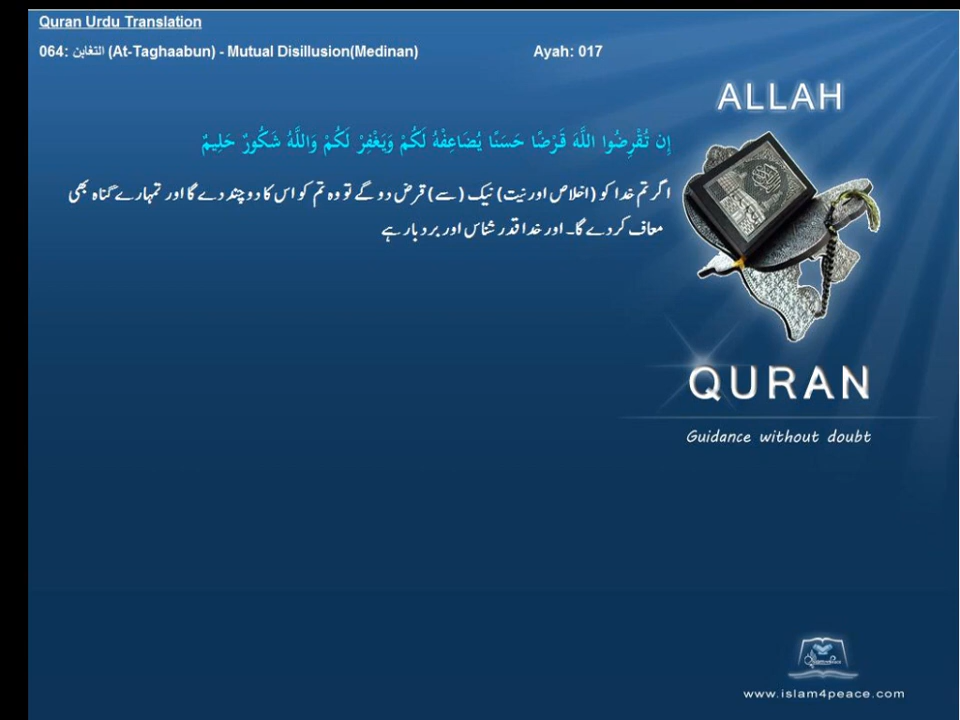 Quran Urdu Translation
064: التغابن (At-Taghaabun) - Mutual Disillusion(Medinan) Ayah: 017
ALLAH
إِن تُقْرِضُوا اللَّهَ قَرْضًا حَسَنًا يُضَاعِفْهُ لَكُمْ وَيَغْفِرْ لَكُمْ وَاللَّهُ شَكُورٌ حَلِيمٌ
اگر تم خدا کو (اخلاص اور نیت) نیک (سے) قرض دو گے تو وہ تم کو اس کا دوچند دے گا اور تمہارے گناہ بھی
معاف کردے گا۔ اور خدا قدر شناس اور بردبار ہے
QURAN
Guidance without doubt
www.islam4peace.com